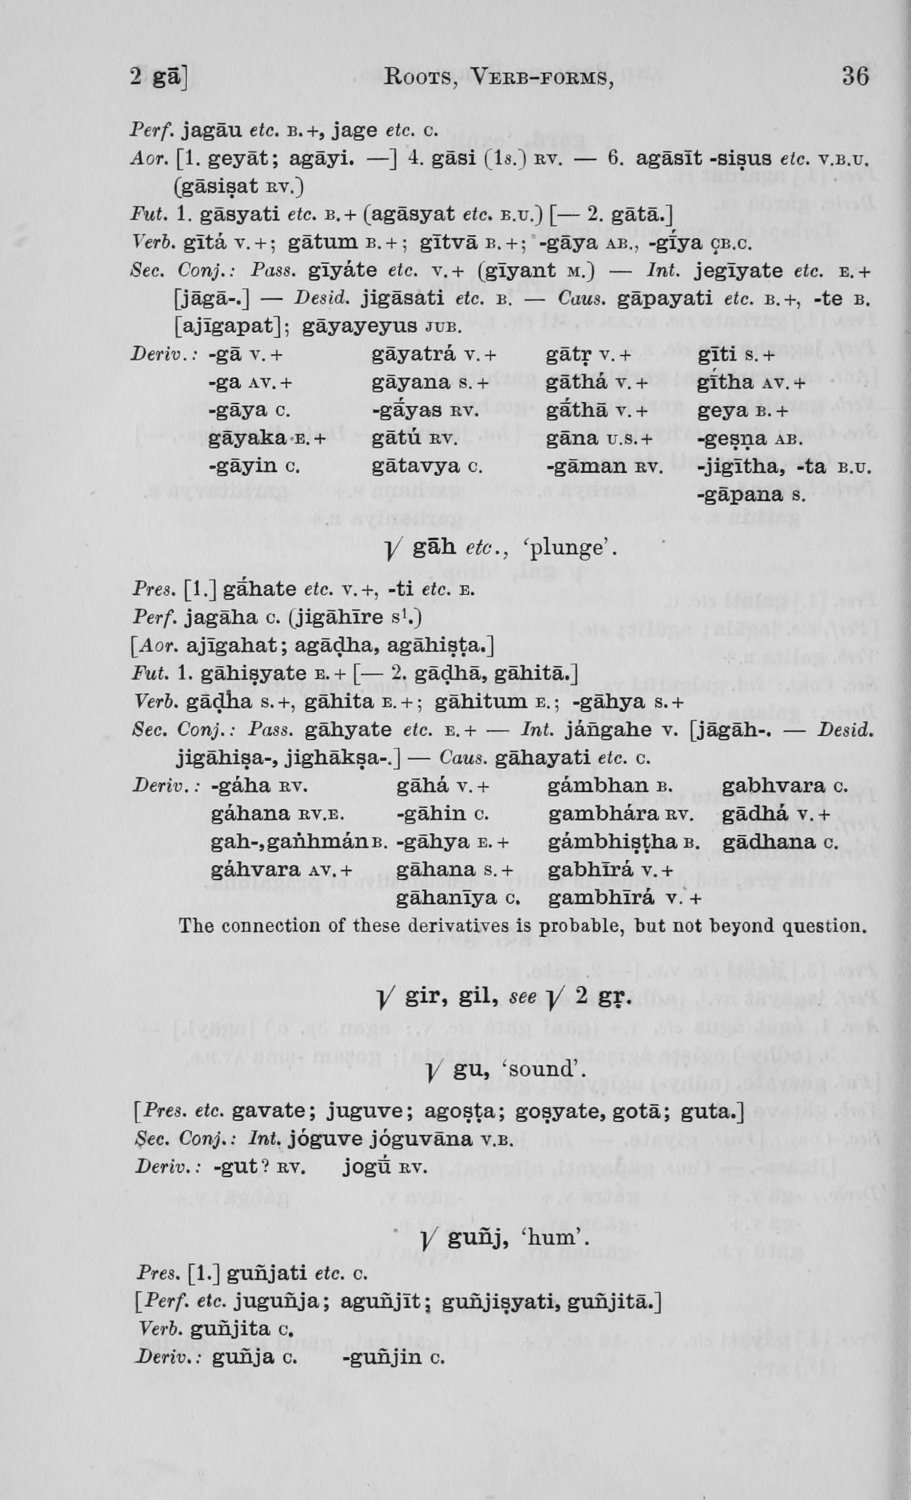 2 gā] Roots, Verb-forms, 36
Perf. jagāu etc. b.+, jage etc. c.
Aor. [1. geyāt; agāyi. —] 4. gāsi (1s.) rv. — 6. agāsīt -siṣus etc. v.b.u.
(gāsiṣat rv.)
Fut. 1. gāsyati etc. b.+ (agāsyat etc. b.u.) [— 2. gātā.]
Verb. gītá v.+; gātum b.+; gītvā b.+; -gāya ab., -gī́ya çb.c.
Sec. Conj.: Pass. gīyáte etc. v.+ (gīyant m.) — Int. jegīyate etc. e.+
[jāgā-.] — Desid. jigāsati etc. b. — Caus. gāpayati etc. b.+, -te b.
[ajīgapat]; gāyayeyus jub.
Deriv.: -gā v.+ gāyatrá v.+ gātṛ v.+ gīti s.+
-ga av.+ gāyana s.+ gāthá v.+ gī́tha av.+
-gāya c. -gā́yas rv. gā́thā v.+ geya b.+
gāyaka e.+ gātú rv. gāna u.s.+ -geṣṇa ab.
-gāyin c. gātavya c. -gāman rv. -jigītha, -ta b.u.
-gāpana s.
√ gāh etc., ‘plunge’.
Pres. [1.] gā́hate etc. v.+, -ti etc. e.
Perf. jagāha c. (jigāhīre s¹.)
[Aor. ajīgahat; agāḍha, agāhiṣṭa.]
Fut. 1. gāhiṣyate e.+ [— 2. gāḍhā, gāhitā.]
Verb. gāḍha s.+, gāhita e.+; gāhitum e.; -gāhya s.+
Sec. Conj.: Pass. gāhyate etc. e.+ — Int. ján̄gahe v. [jāgāh-. — Desid.
jigāhiṣa-, jighākṣa-.] — Caus. gāhayati etc. c.
Deriv.: -gáha rv. gāhá v.+ gámbhan b. gabhvara c.
gáhana rv.e. -gāhin c. gambhára rv. gādhá v.+
gah-, gaṅhmán b. -gāhya e.+ gámbhiṣṭha b. gādhana c.
gáhvara av.+ gāhana s.+ gabhīrá v.+
gāhanīya c. gambhīrá v.+
The connection of these derivatives is probable, but not beyond question.
√ gir, gil, see √ 2 gṛ.
√ gu, ‘sound’.
[Pres. etc. gavate; juguve; agoṣṭa; goṣyate, gotā; guta.]
Sec. Conj.: Int. jóguve jóguvāna v.b.
Deriv.: -gut? rv. jogū́ rv.
√ guñj, ‘hum’.
Pres. [1.] guñjati etc. c.
[Perf. etc. juguñja; aguñjīt; guñjiṣyati, guñjitā.]
Verb. guñjita c.
Deriv.: guñja c. -guñjin c.